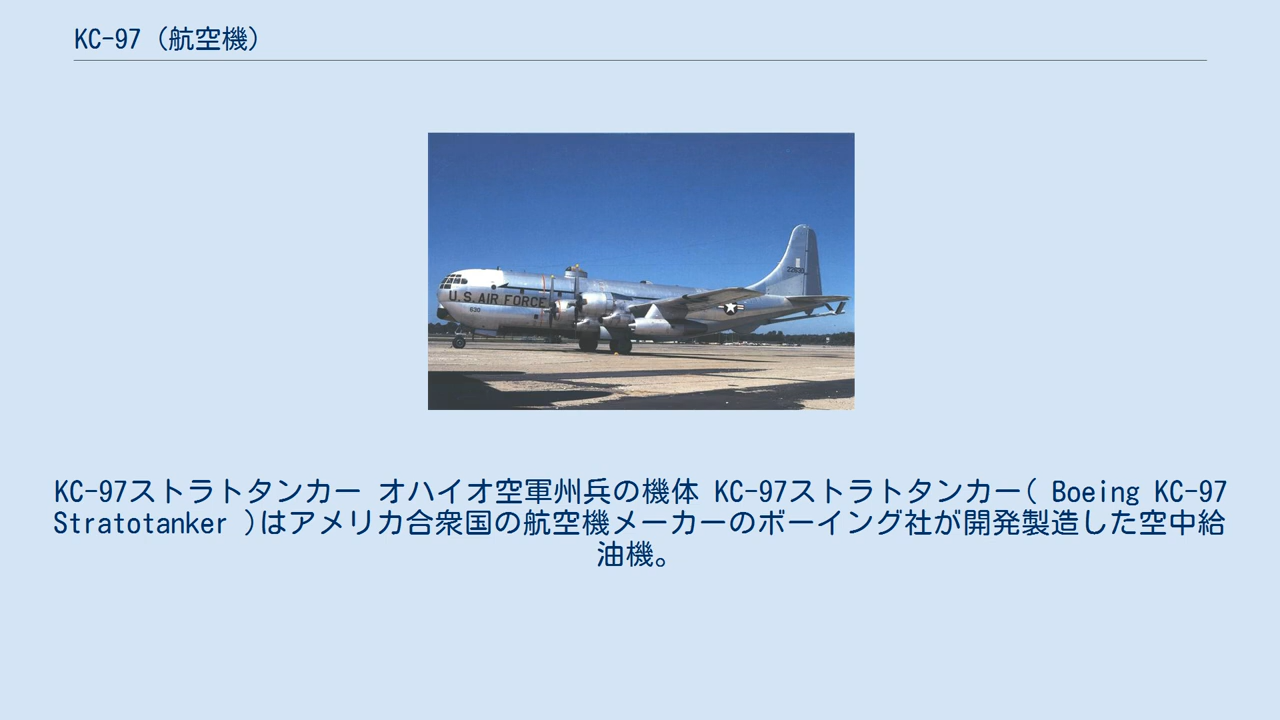 KC-97（航空機）
U.S. AIR FORCE
630
KC-97ストラトタンカー オハイオ空軍州兵の機体 KC-97ストラトタンカー( Boeing KC-97
Stratotanker )はアメリカ合衆国の航空機メーカーのボーイング社が開発製造した空中給
油機。